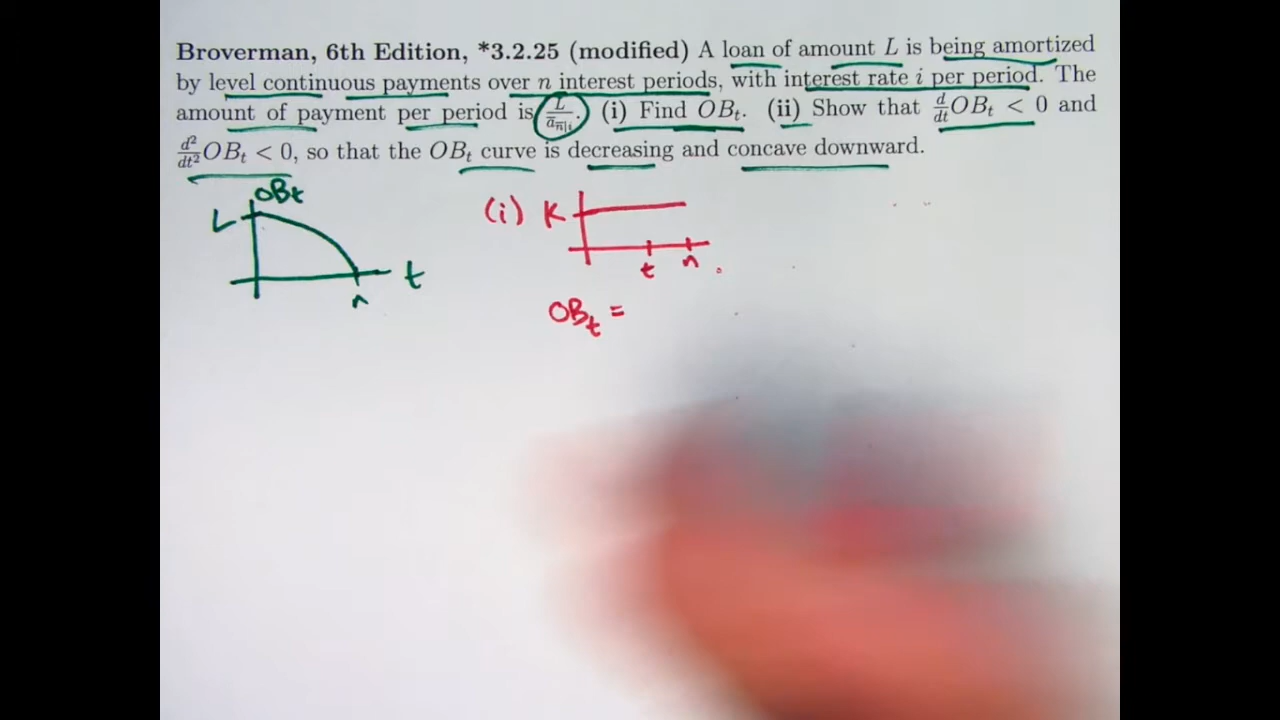 Broverman, 6th Edition, *3.2.25 (modified) A loan of amount L is being amortized
by level continuous payments over n interest periods, with interest rate i per period. The
amount of payment per period is L/ā_n̅|i. (i) Find OB_t. (ii) Show that d/dt OB_t < 0 and
d²/dt² OB_t < 0, so that the OB_t curve is decreasing and concave downward.
OB_t
L
t
n
(i) K
t n
OB_t =